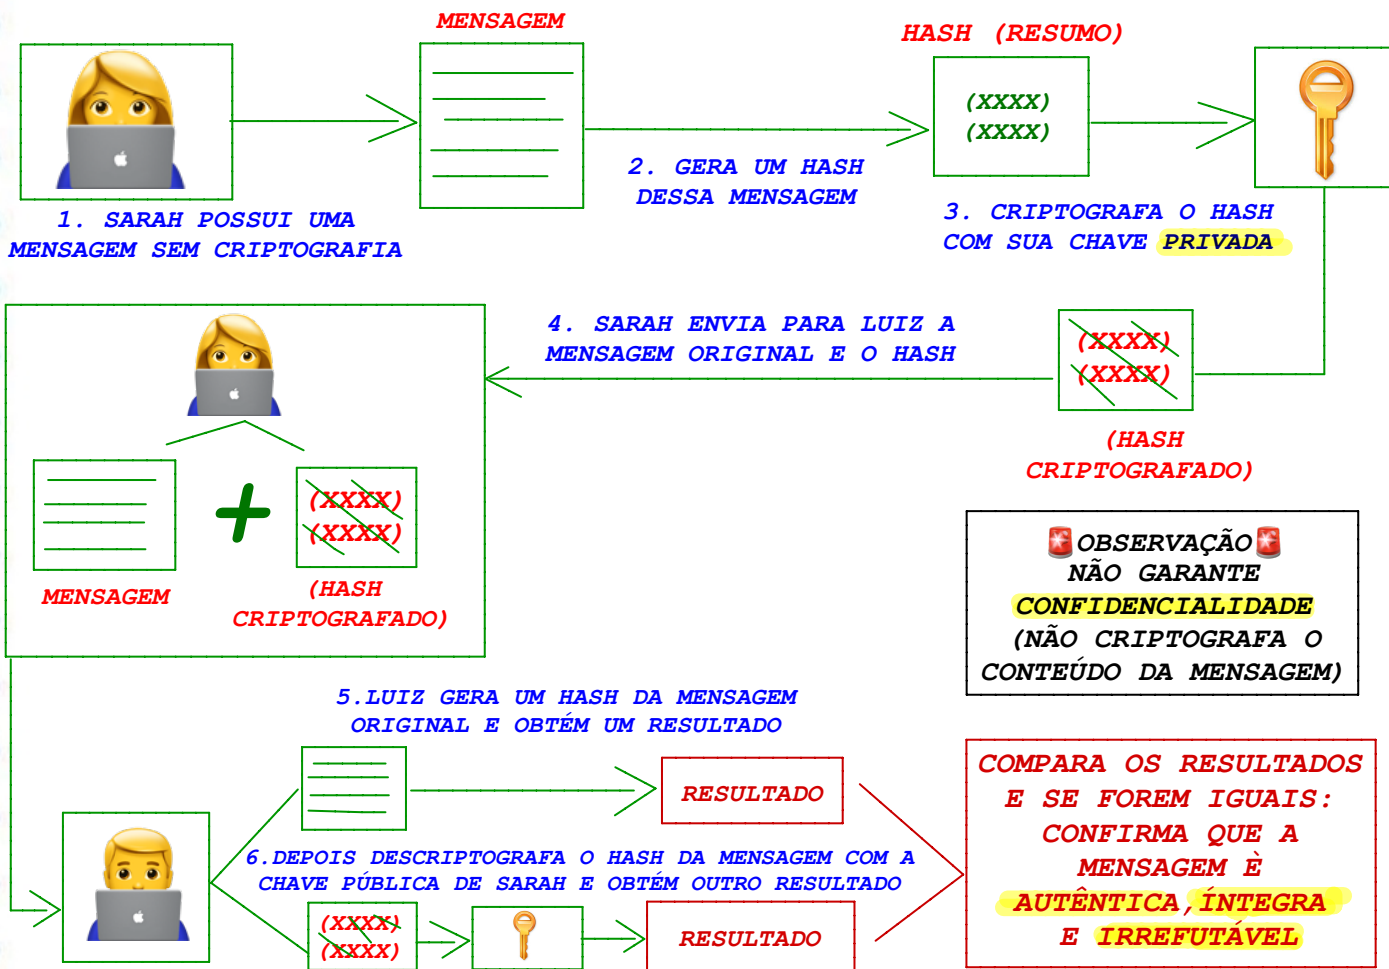 MENSAGEM
HASH (RESUMO)
(XXXX)
(XXXX)
1. SARAH POSSUI UMA
MENSAGEM SEM CRIPTOGRAFIA
2. GERA UM HASH
DESSA MENSAGEM
3. CRIPTOGRAFA O HASH
COM SUA CHAVE PRIVADA
4. SARAH ENVIA PARA LUIZ A
MENSAGEM ORIGINAL E O HASH
(XXXX)
(XXXX)
(HASH
CRIPTOGRAFADO)
+
(XXXX)
(XXXX)
MENSAGEM
(HASH
CRIPTOGRAFADO)
OBSERVAÇÃO
NÃO GARANTE
CONFIDENCIALIDADE
(NÃO CRIPTOGRAFA O
CONTEÚDO DA MENSAGEM)
5.LUIZ GERA UM HASH DA MENSAGEM
ORIGINAL E OBTÉM UM RESULTADO
RESULTADO
6.DEPOIS DESCRIPTOGRAFA O HASH DA MENSAGEM COM A
CHAVE PÚBLICA DE SARAH E OBTÉM OUTRO RESULTADO
(XXXX)
(XXXX)
RESULTADO
COMPARA OS RESULTADOS
E SE FOREM IGUAIS:
CONFIRMA QUE A
MENSAGEM È
AUTÊNTICA,ÍNTEGRA
E IRREFUTÁVEL